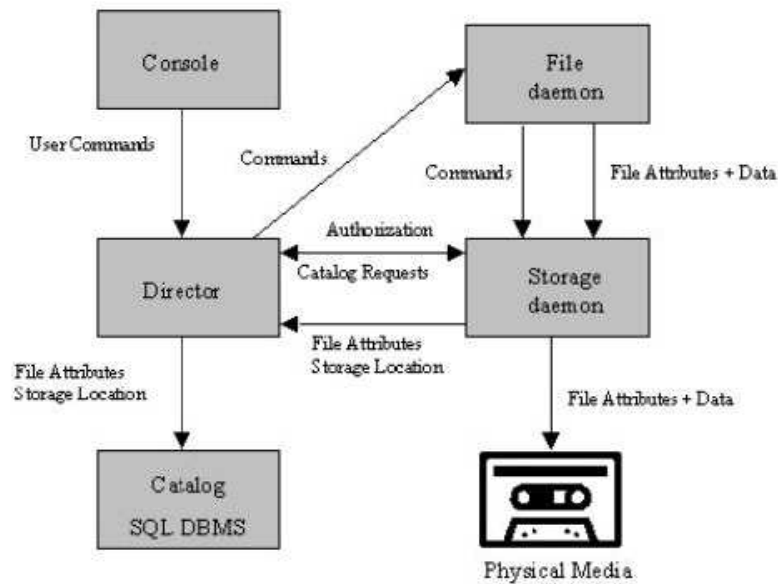 Console
File
daemon
User Commands
Commands
Commands
File Attributes + Data
Authorization
Director
Catalog Requests
Storage
daemon
File Attributes
Storage Location
File Attributes
Storage Location
File Attributes + Data
Catalog
SQL DBMS
Physical Media